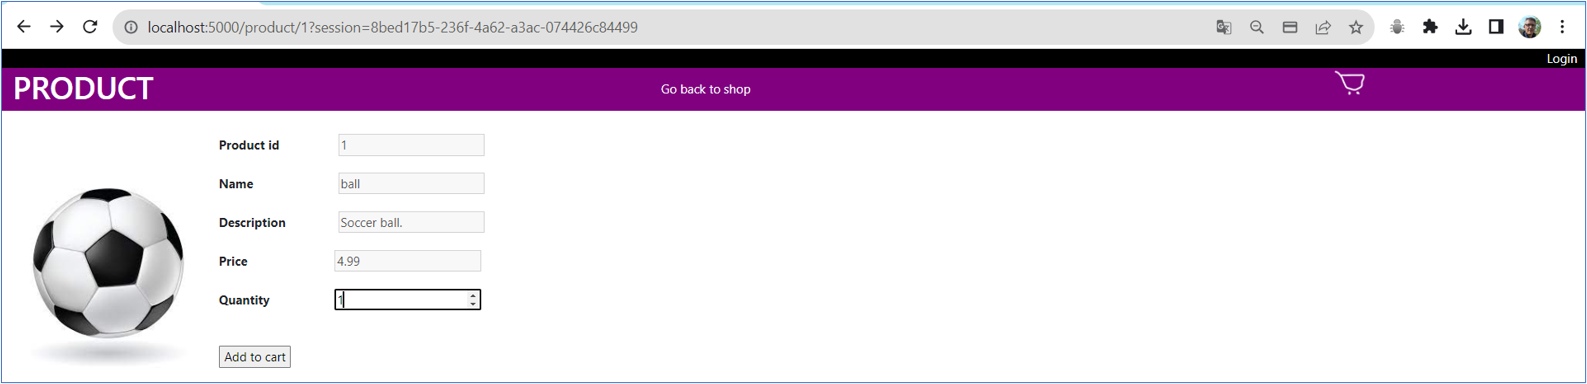 localhost:5000/product/1?session=8bed17b5-236f-4a62-a3ac-074426c84499
Login
PRODUCT
Go back to shop
Product id 1
Name ball
Description Soccer ball.
Price 4.99
Quantity 1
Add to cart